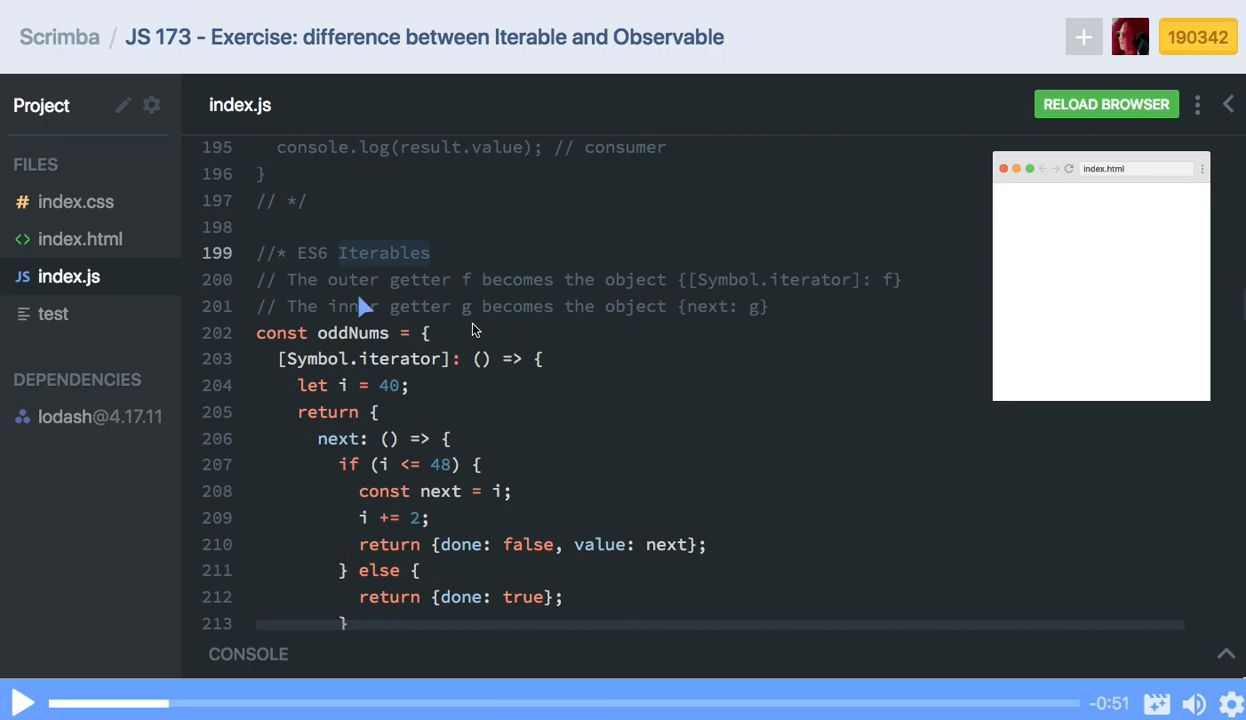 Scrimba / JS 173 - Exercise: difference between Iterable and Observable
+ 190342
Project
index.js
RELOAD BROWSER
FILES
# index.css
<> index.html
JS index.js
test
DEPENDENCIES
lodash@4.17.11
195 console.log(result.value); // consumer
196 }
197 // */
198
199 //* ES6 Iterables
200 // The outer getter f becomes the object {[Symbol.iterator]: f}
201 // The inner getter g becomes the object {next: g}
202 const oddNums = {
203 [Symbol.iterator]: () => {
204 let i = 40;
205 return {
206 next: () => {
207 if (i <= 48) {
208 const next = i;
209 i += 2;
210 return {done: false, value: next};
211 } else {
212 return {done: true};
213 }
index.html
CONSOLE
-0:51